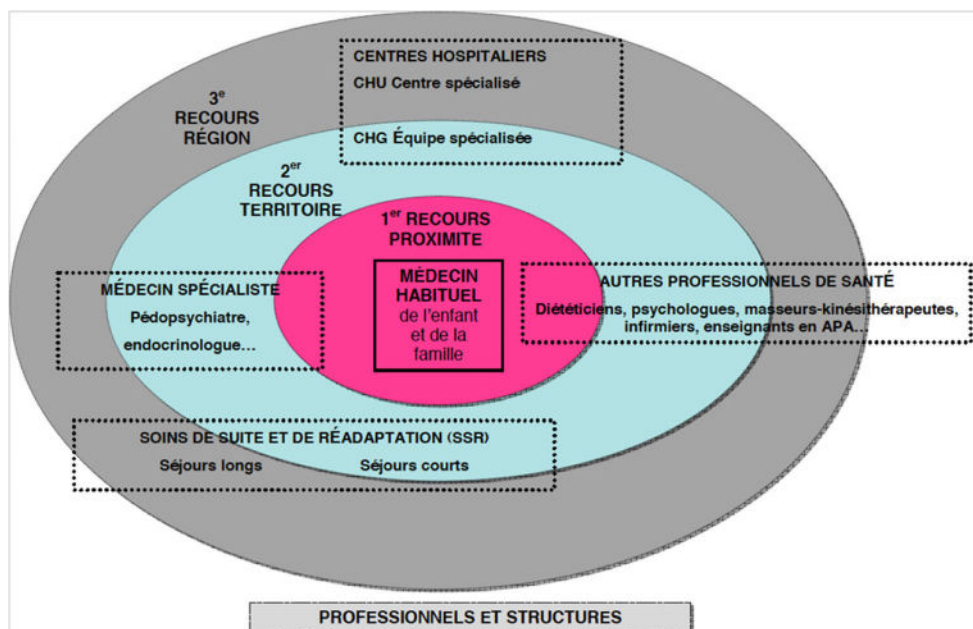 CENTRES HOSPITALIERS
CHU Centre spécialisé
CHG Équipe spécialisée
3e
RECOURS
RÉGION
2er
RECOURS
TERRITOIRE
1er RECOURS
PROXIMITE
MÉDECIN
HABITUEL
de l'enfant
et de la
famille
MÉDECIN SPÉCIALISTE
Pédopsychiatre,
endocrinologue...
AUTRES PROFESSIONNELS DE SANTÉ
Diététiciens, psychologues, masseurs-kinésithérapeutes,
infirmiers, enseignants en APA...
SOINS DE SUITE ET DE RÉADAPTATION (SSR)
Séjours longs Séjours courts
PROFESSIONNELS ET STRUCTURES